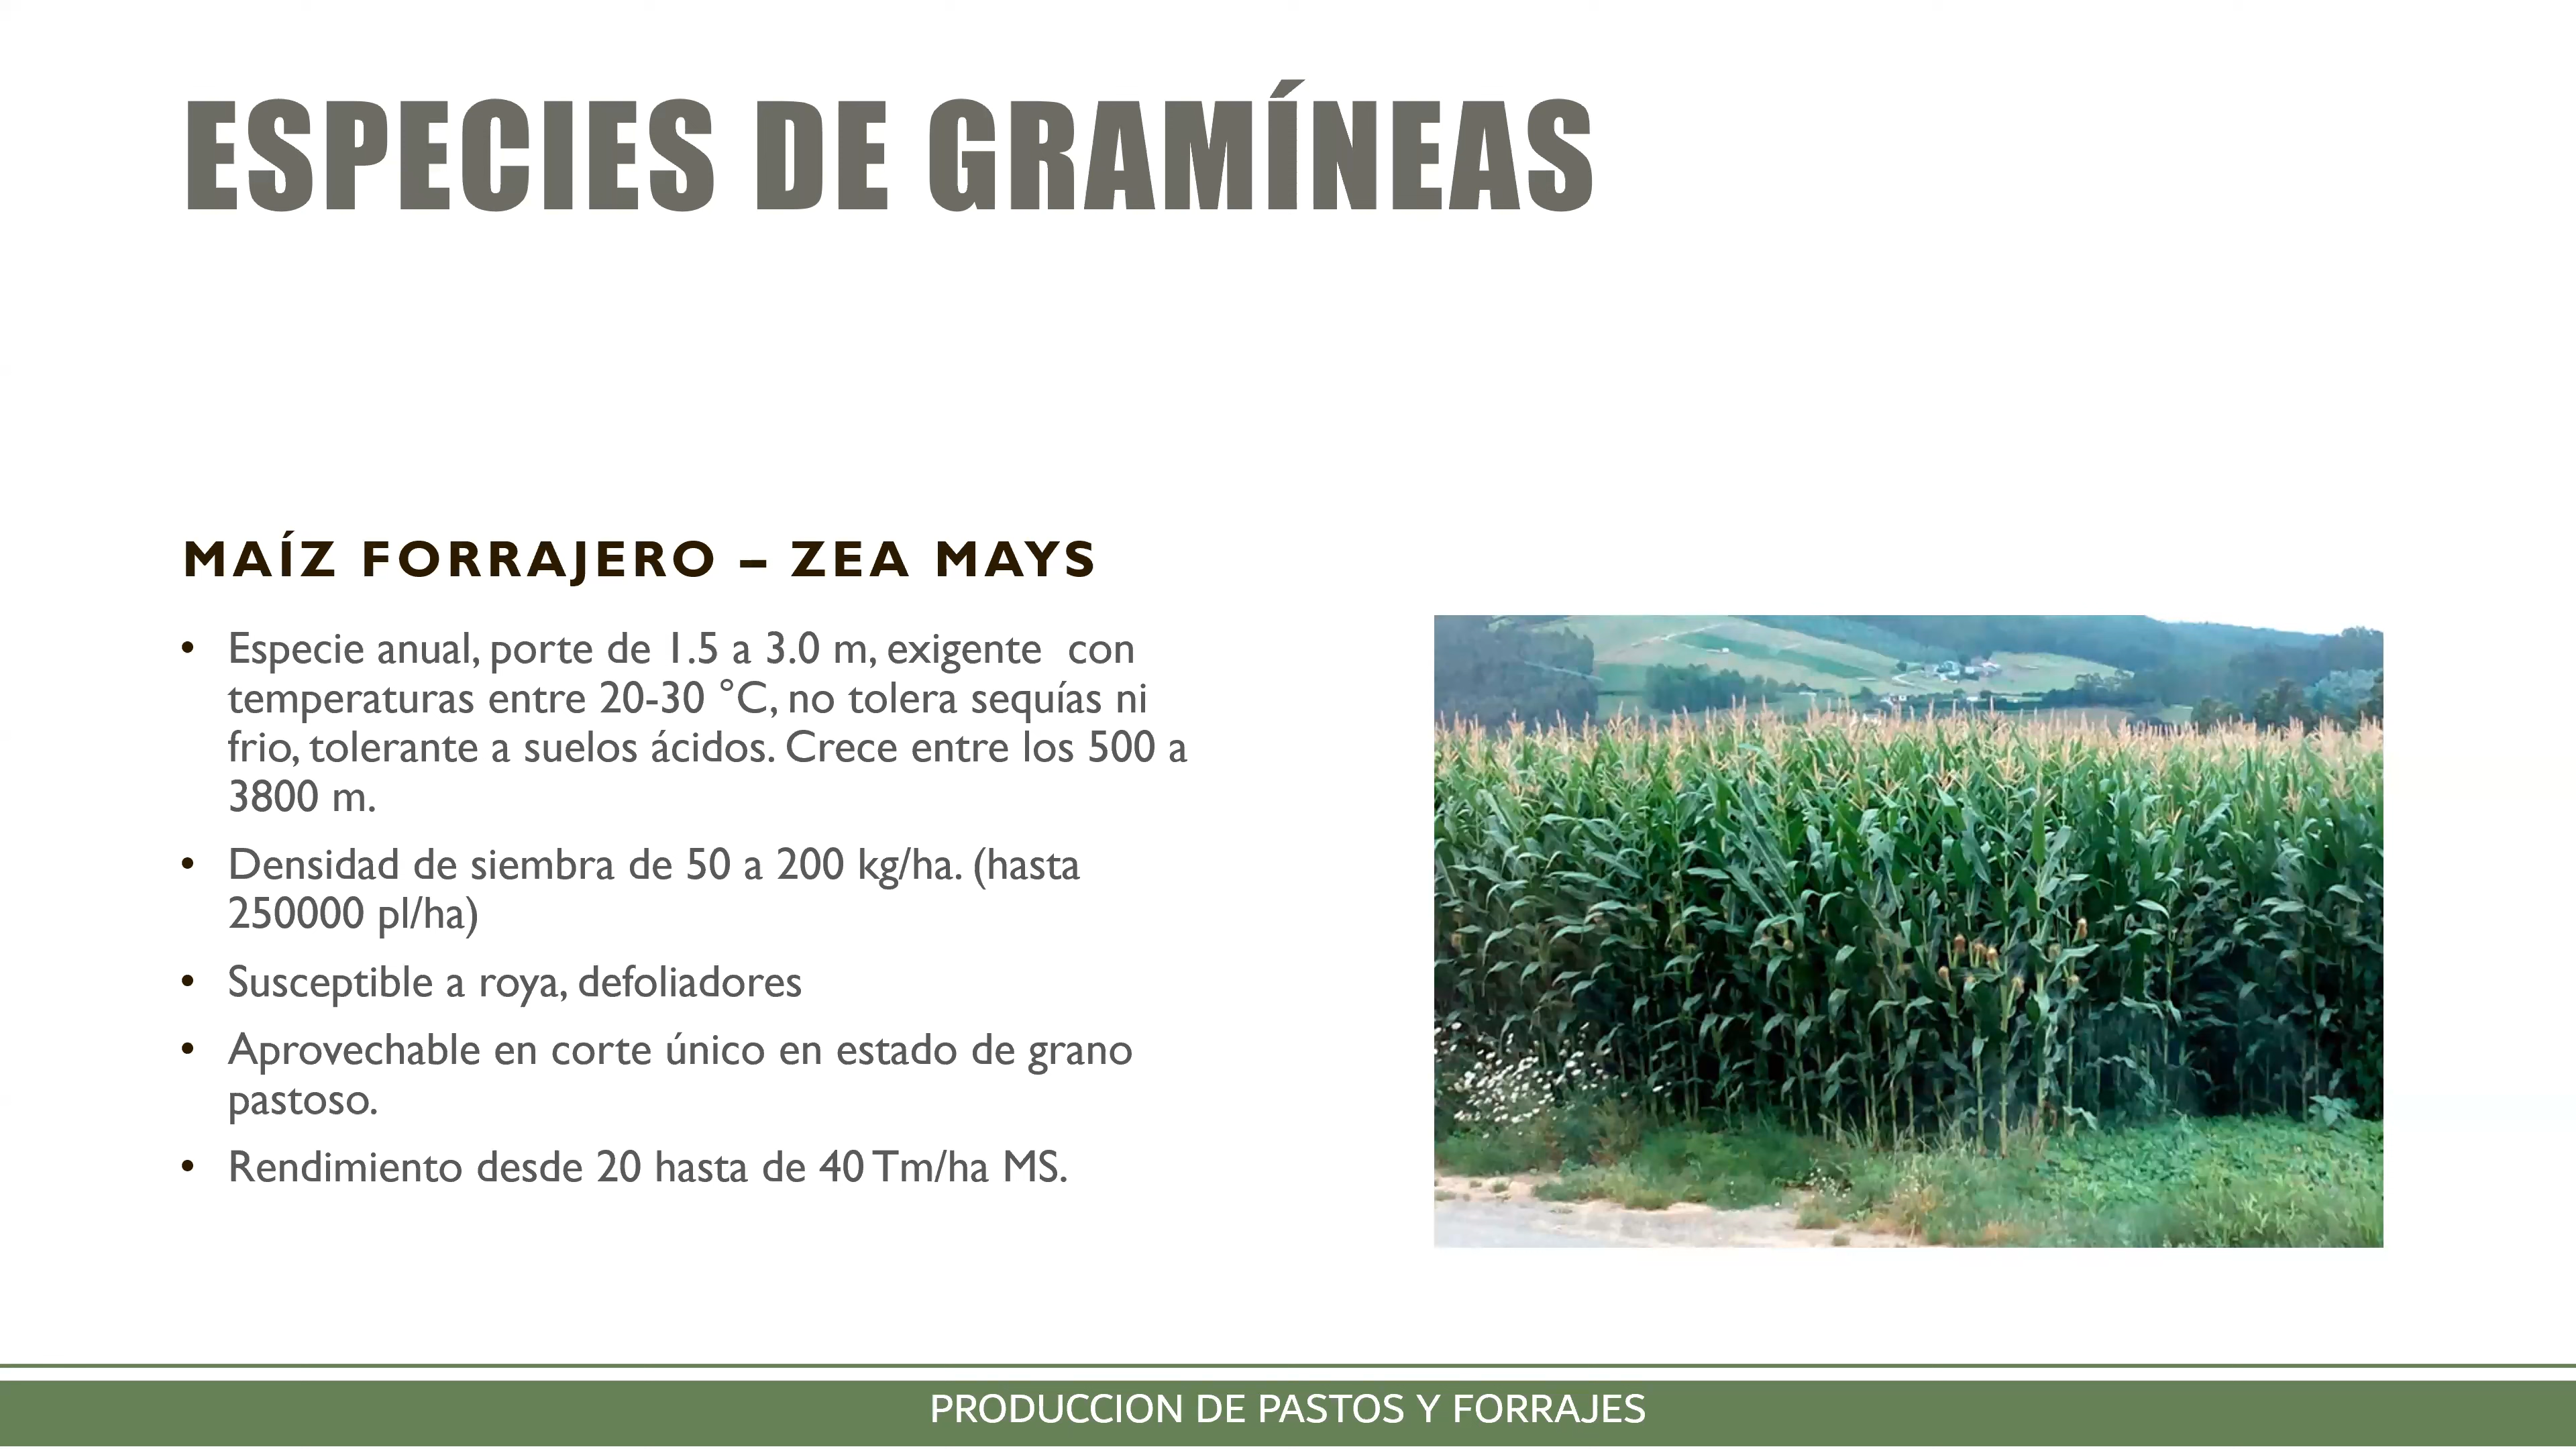 ESPECIES DE GRAMÍNEAS
MAÍZ FORRAJERO – ZEA MAYS
• Especie anual, porte de 1.5 a 3.0 m, exigente con
temperaturas entre 20-30 °C, no tolera sequías ni
frio, tolerante a suelos ácidos. Crece entre los 500 a
3800 m.
• Densidad de siembra de 50 a 200 kg/ha. (hasta
250000 pl/ha)
• Susceptible a roya, defoliadores
• Aprovechable en corte único en estado de grano
pastoso.
• Rendimiento desde 20 hasta de 40 Tm/ha MS.
PRODUCCION DE PASTOS Y FORRAJES